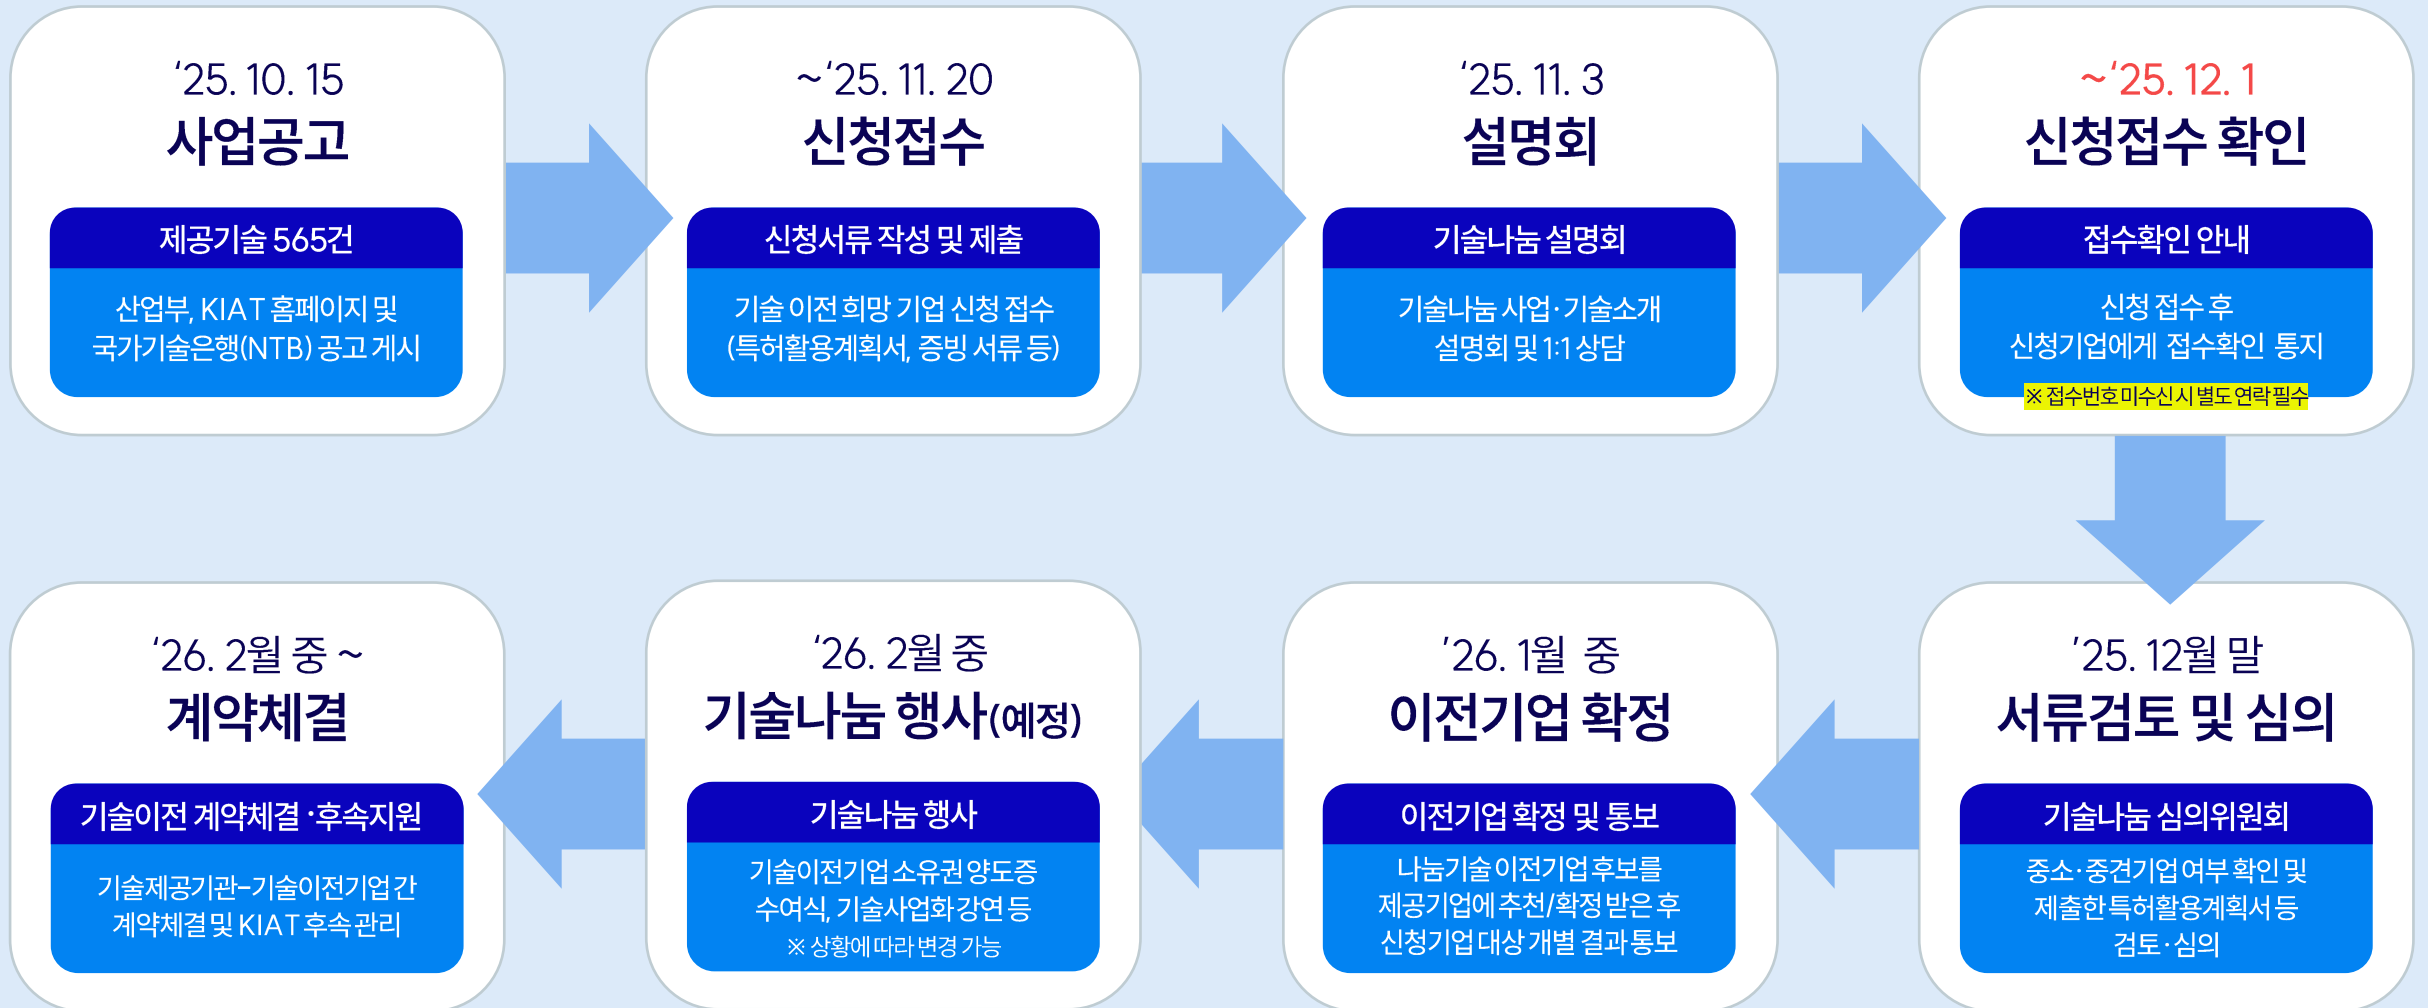 ‘25. 10. 15
사업공고
제공기술 565건
산업부, KIAT 홈페이지 및
국가기술은행(NTB) 공고 게시
~‘25. 11. 20
신청접수
신청서류 작성 및 제출
기술 이전 희망 기업 신청 접수
(특허활용계획서, 증빙 서류 등)
‘25. 11. 3
설명회
기술나눔 설명회
기술나눔 사업·기술소개
설명회 및 1:1 상담
~‘25. 12. 1
신청접수 확인
접수확인 안내
신청 접수 후
신청기업에게 접수확인 통지
※ 접수번호 미수신 시 별도 연락 필수
’25. 12월 말
서류검토 및 심의
기술나눔 심의위원회
중소·중견기업 여부 확인 및
제출한 특허활용계획서 등
검토·심의
’26. 1월 중
이전기업 확정
이전기업 확정 및 통보
나눔기술 이전기업 후보를
제공기업에 추천/확정 받은 후
신청기업 대상 개별 결과 통보
‘26. 2월 중
기술나눔 행사(예정)
기술나눔 행사
기술이전기업 소유권 양도증
수여식, 기술사업화 강연 등
※ 상황에 따라 변경 가능
‘26. 2월 중 ~
계약체결
기술이전 계약체결 ·후속지원
기술제공기관-기술이전기업 간
계약체결 및 KIAT 후속 관리